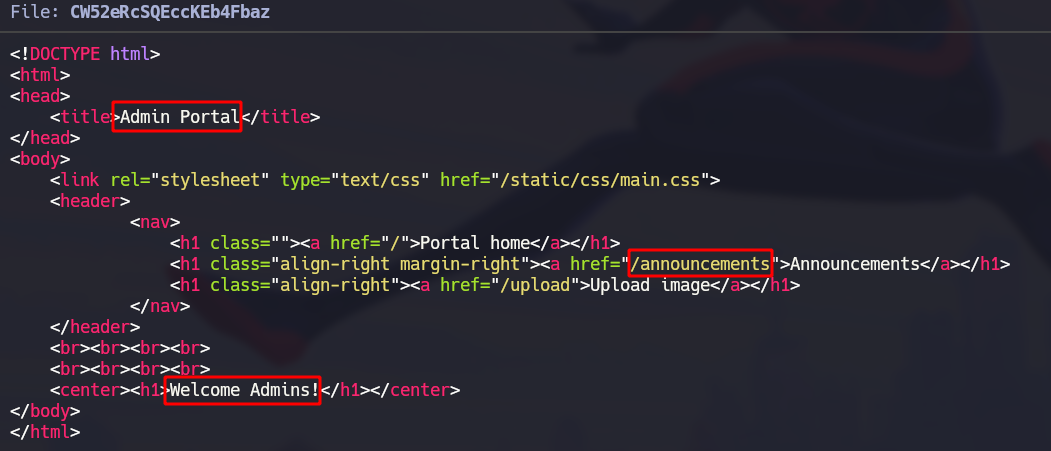 File: CW52eRcSQEccKEb4Fbaz
<!DOCTYPE html>
<html>
<head>
    <title>Admin Portal</title>
</head>
<body>
    <link rel="stylesheet" type="text/css" href="/static/css/main.css">
    <header>
            <nav>
                <h1 class=""><a href="/">Portal home</a></h1>
                <h1 class="align-right margin-right"><a href="/announcements">Announcements</a></h1>
                <h1 class="align-right"><a href="/upload">Upload image</a></h1>
            </nav>
    </header>
    <br><br><br><br>
    <br><br><br><br>
    <center><h1>Welcome Admins!</h1></center>
</body>
</html>